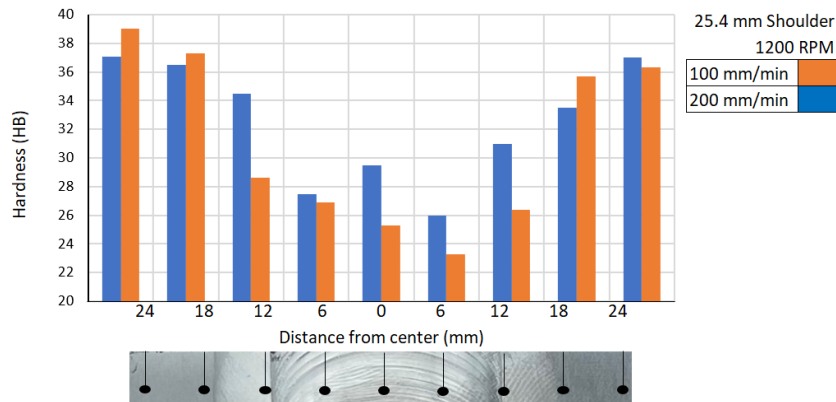 25.4 mm Shoulder
1200 RPM
100 mm/min
200 mm/min
Hardness (HB)
40
38
36
34
32
30
28
26
24
22
20
24 18 12 6 0 6 12 18 24
Distance from center (mm)